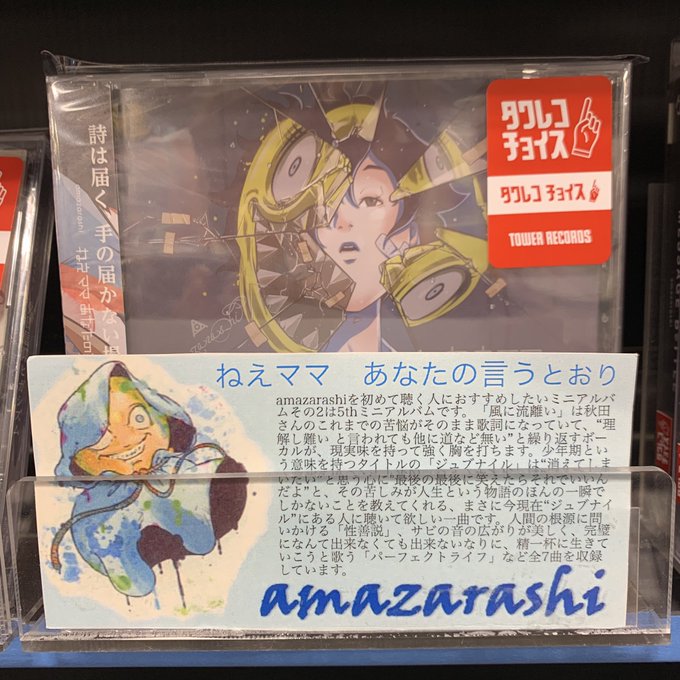 タワレコ
チョイス
タワレコ チョイス
TOWER RECORDS
詩は届く、手の届かない
amazarashi
ねえママ　あなたの言うとおり
amazarashiを初めて聴く人におすすめしたいミニアルバ
ムその2は5thミニアルバムです。「風に流離い」は秋田
さんのこれまでの苦悩がそのまま歌詞になっていて、“理
解し難い と言われても他に道など無い”と繰り返すボー
カルが、現実味を持って強く胸を打ちます。少年期とい
う意味を持つタイトルの「ジュブナイル」は“消えてしま
いたい”と思う心に“最後の最後に笑えたらそれでいいん
だよ”と、その苦しみが人生という物語のほんの一瞬で
しかないことを教えてくれる、まさに今現在“ジュブナイ
ル”にある人に聴いて欲しい一曲です。人間の根源に問
いかける「性善説」、サビの音の広がりが美しく、完璧
になんて出来なくても出来ないなりに、精一杯に生きて
いこうと歌う「パーフェクトライフ」など全7曲を収録
しています。
amazarashi